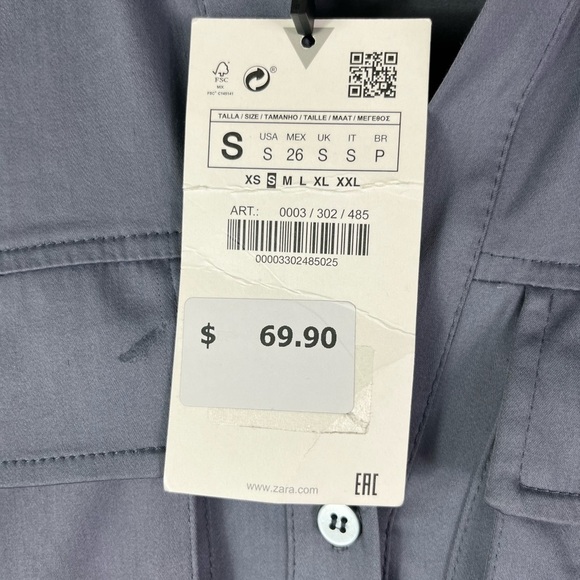 FSC
MIX
®
TALLA / SIZE / TAMANHO / TAILLE / MAAT / ΜΕΓΕΘΟΣ
S
USA MEX UK IT BR
S 26 S S P
XS S M L XL XXL
ART.: 0003 / 302 / 485
00003302485025
$ 69.90
www.zara.com
EAC